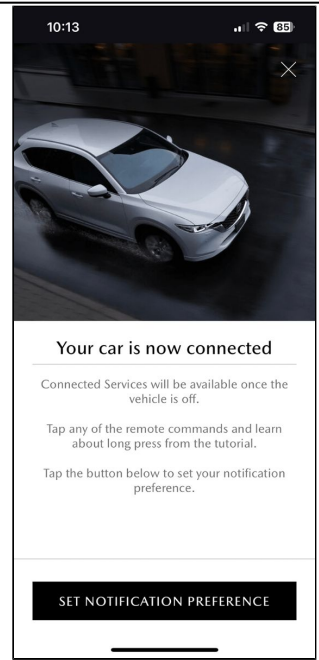 10:13
85
Your car is now connected
Connected Services will be available once the
vehicle is off.
Tap any of the remote commands and learn
about long press from the tutorial.
Tap the button below to set your notification
preference.
SET NOTIFICATION PREFERENCE